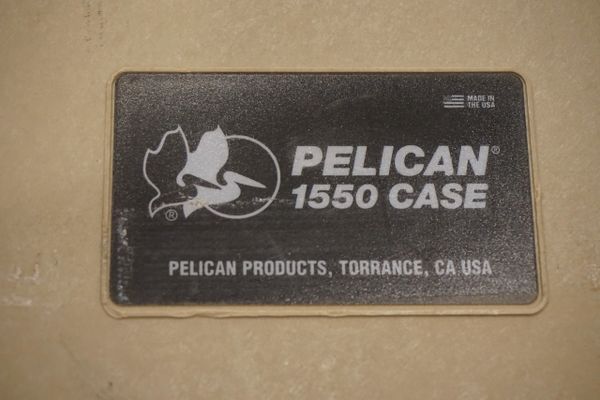 MADE IN
THE USA
PELICAN®
1550 CASE
®
PELICAN PRODUCTS, TORRANCE, CA USA